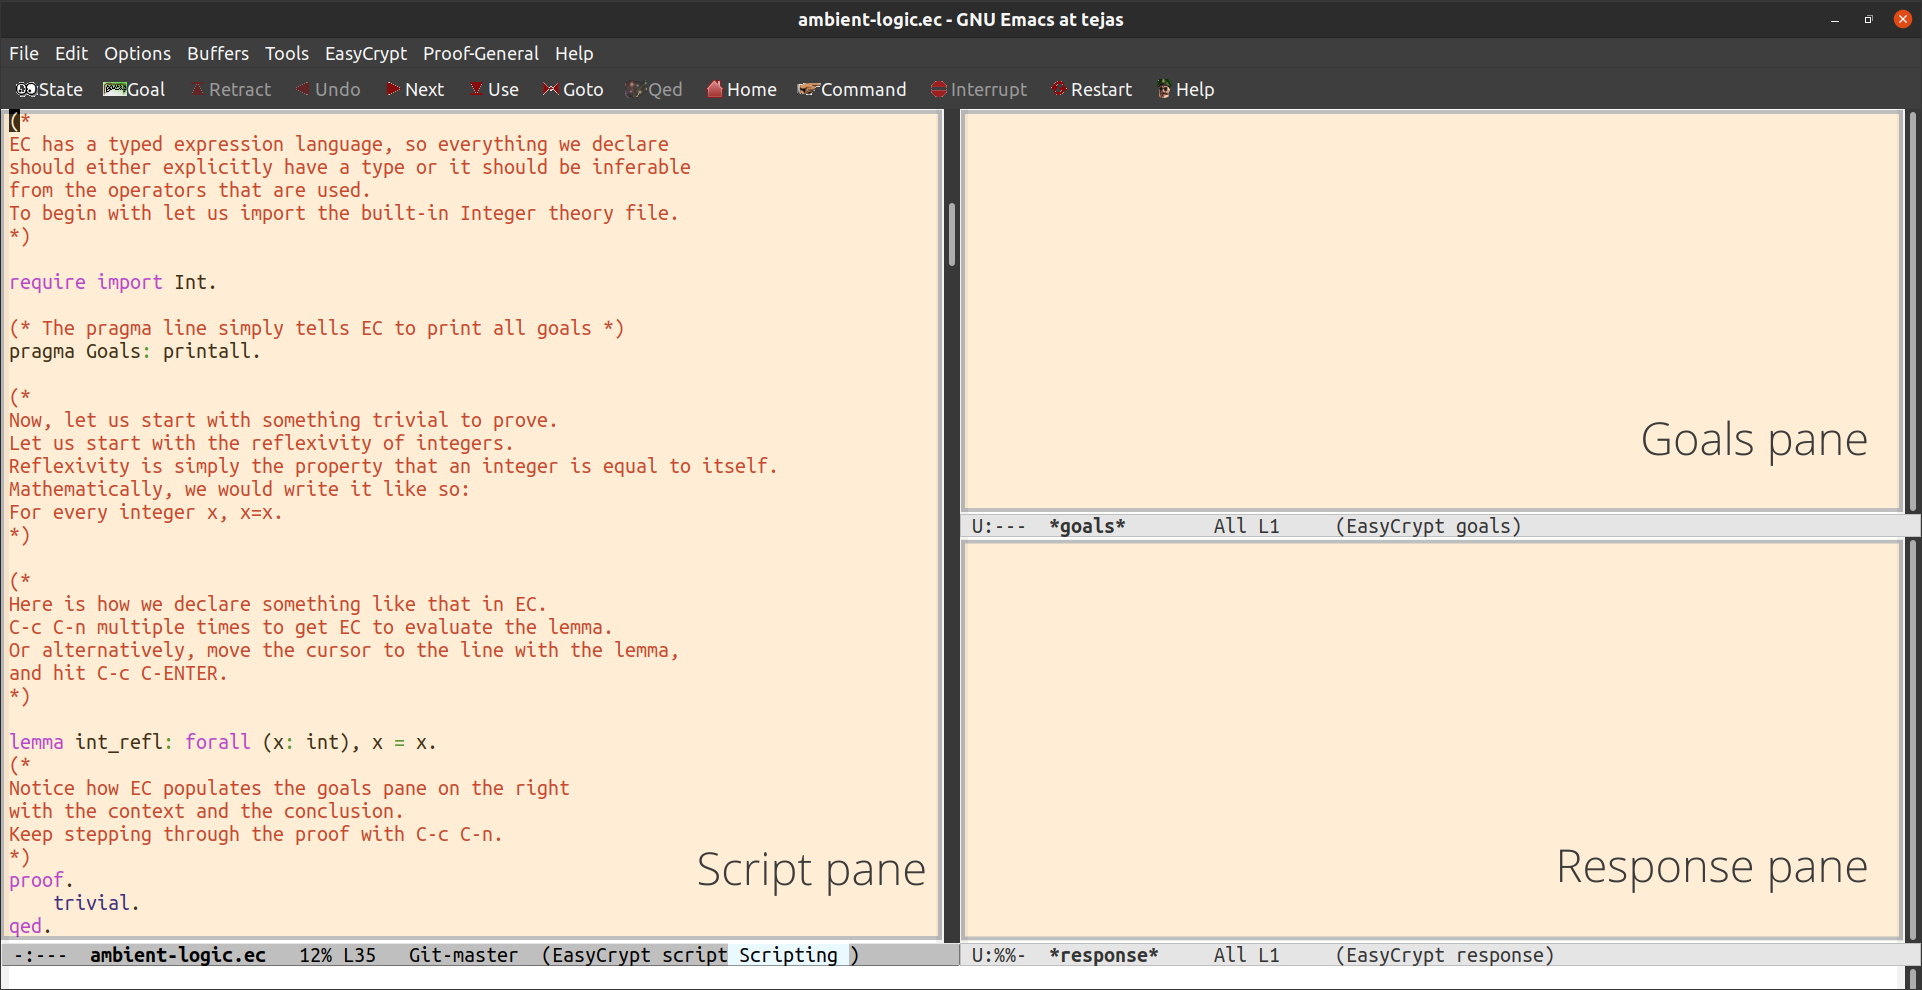 ambient-logic.ec - GNU Emacs at tejas
File Edit Options Buffers Tools EasyCrypt Proof-General Help
State Goal Retract Undo Next Use Goto Qed Home Command Interrupt Restart Help
(*
EC has a typed expression language, so everything we declare
should either explicitly have a type or it should be inferable
from the operators that are used.
To begin with let us import the built-in Integer theory file.
*)
require import Int.
(* The pragma line simply tells EC to print all goals *)
pragma Goals: printall.
(*
Now, let us start with something trivial to prove.
Let us start with the reflexivity of integers.
Reflexivity is simply the property that an integer is equal to itself.
Mathematically, we would write it like so:
For every integer x, x=x.
*)
(*
Here is how we declare something like that in EC.
C-c C-n multiple times to get EC to evaluate the lemma.
Or alternatively, move the cursor to the line with the lemma,
and hit C-c C-ENTER.
*)
lemma int_refl: forall (x: int), x = x.
(*
Notice how EC populates the goals pane on the right
with the context and the conclusion.
Keep stepping through the proof with C-c C-n.
*)
proof.
    trivial.
qed.
Script pane
-:---  ambient-logic.ec   12% L35   Git-master  (EasyCrypt script Scripting )
Goals pane
U:---  *goals*        All L1     (EasyCrypt goals)
Response pane
U:%%-  *response*     All L1     (EasyCrypt response)